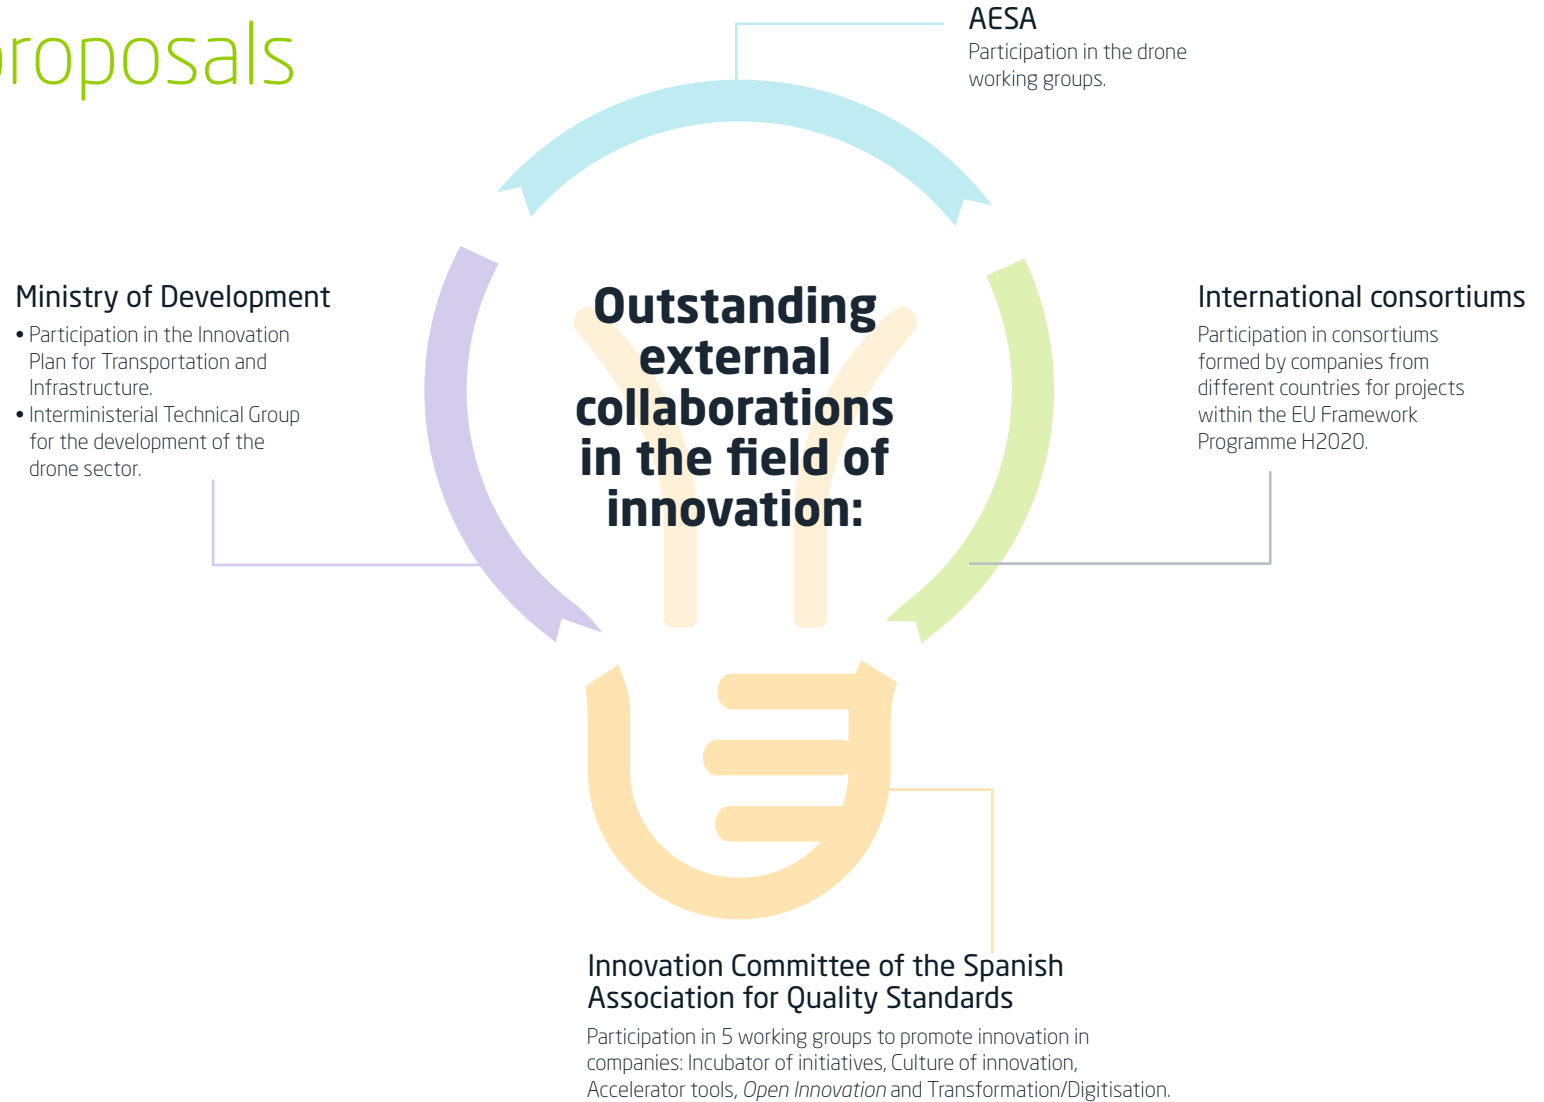 proposals
AESA
Participation in the drone
working groups.
Ministry of Development
• Participation in the Innovation
Plan for Transportation and
Infrastructure.
• Interministerial Technical Group
for the development of the
drone sector.
Outstanding
external
collaborations
in the field of
innovation:
International consortiums
Participation in consortiums
formed by companies from
different countries for projects
within the EU Framework
Programme H2020.
Innovation Committee of the Spanish
Association for Quality Standards
Participation in 5 working groups to promote innovation in
companies: Incubator of initiatives, Culture of innovation,
Accelerator tools, Open Innovation and Transformation/Digitisation.